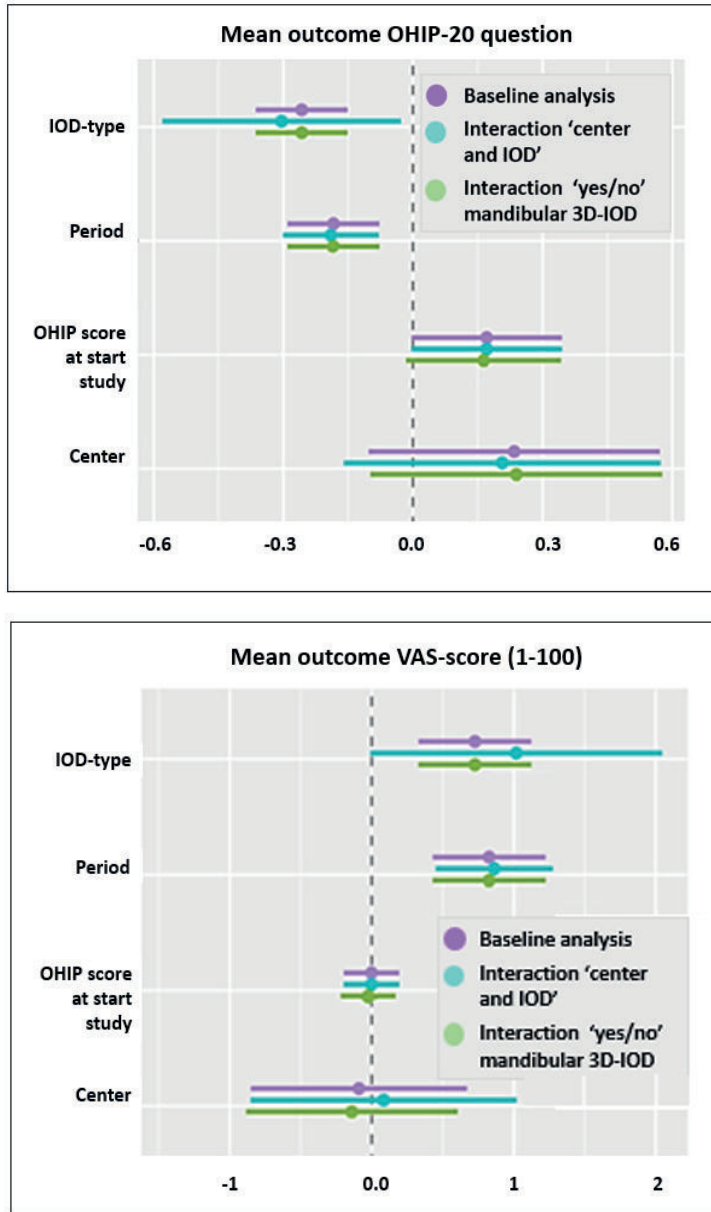 Mean outcome OHIP-20 question
Baseline analysis
Interaction ‘center
and IOD’
Interaction ‘yes/no’
mandibular 3D-IOD
IOD-type
Period
OHIP score
at start
study
Center
-0.6 -0.3 0.0 0.3 0.6
Mean outcome VAS-score (1-100)
IOD-type
Period
OHIP score
at start
study
Center
Baseline analysis
Interaction ‘center
and IOD’
Interaction ‘yes/no’
mandibular 3D-IOD
-1 0.0 1 2